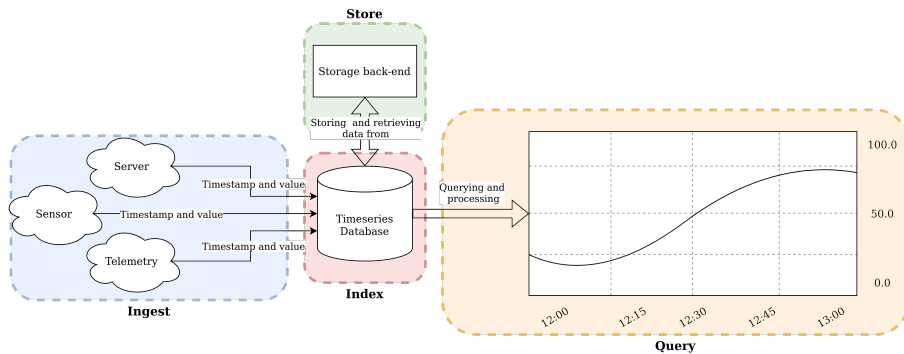 Store
Storage back-end
Storing and retrieving
data from
Server
Timestamp and value
Sensor
Timestamp and value
Timeseries
Database
Telemetry
Timestamp and value
Ingest
Index
Querying and
processing
100.0
50.0
0.0
12:00
12:15
12:30
12:45
13:00
Query